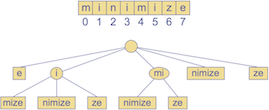 m i n i m i z e
0 1 2 3 4 5 6 7
e i mi nimize ze
mize nimize ze nimize ze